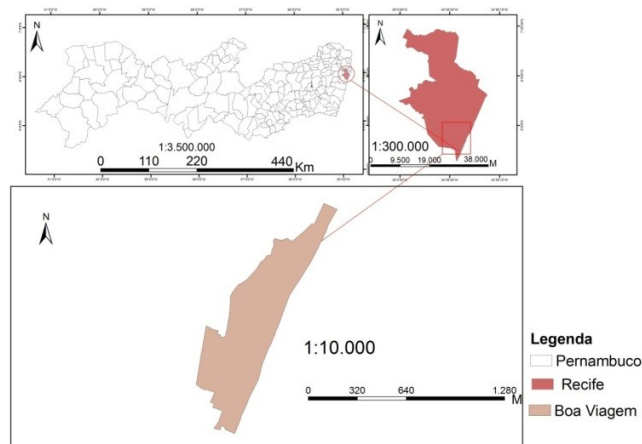 N
1:3.500.000
0 110 220 440 Km
N
1:300.000
0 9.500 19.000 38.000 M
N
1:10.000
0 320 640 1.280 M
Legenda
Pernambuco
Recife
Boa Viagem